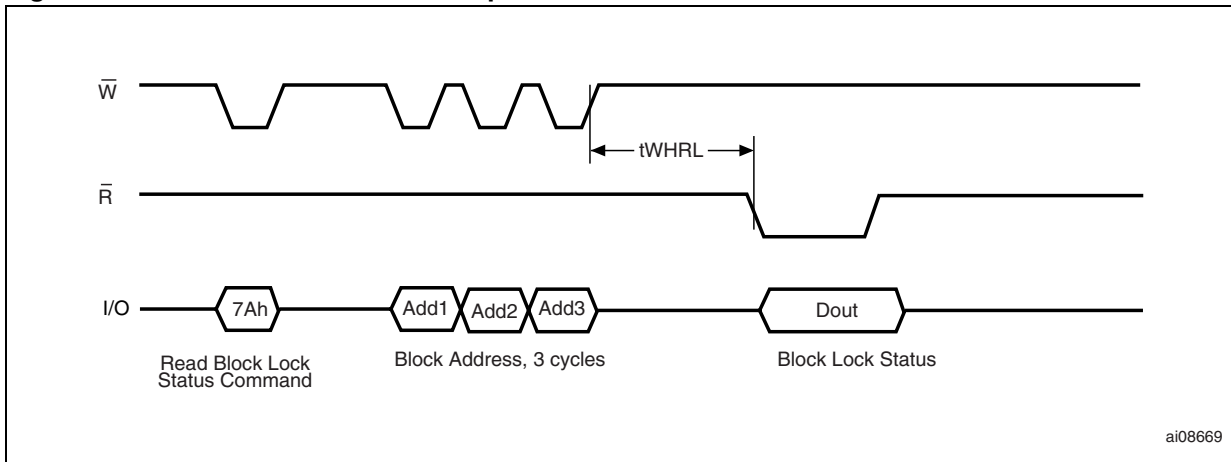 W̅
tWHRL
R̅
I/O
7Ah
Add1
Add2
Add3
Dout
Read Block Lock
Status Command
Block Address, 3 cycles
Block Lock Status
ai08669